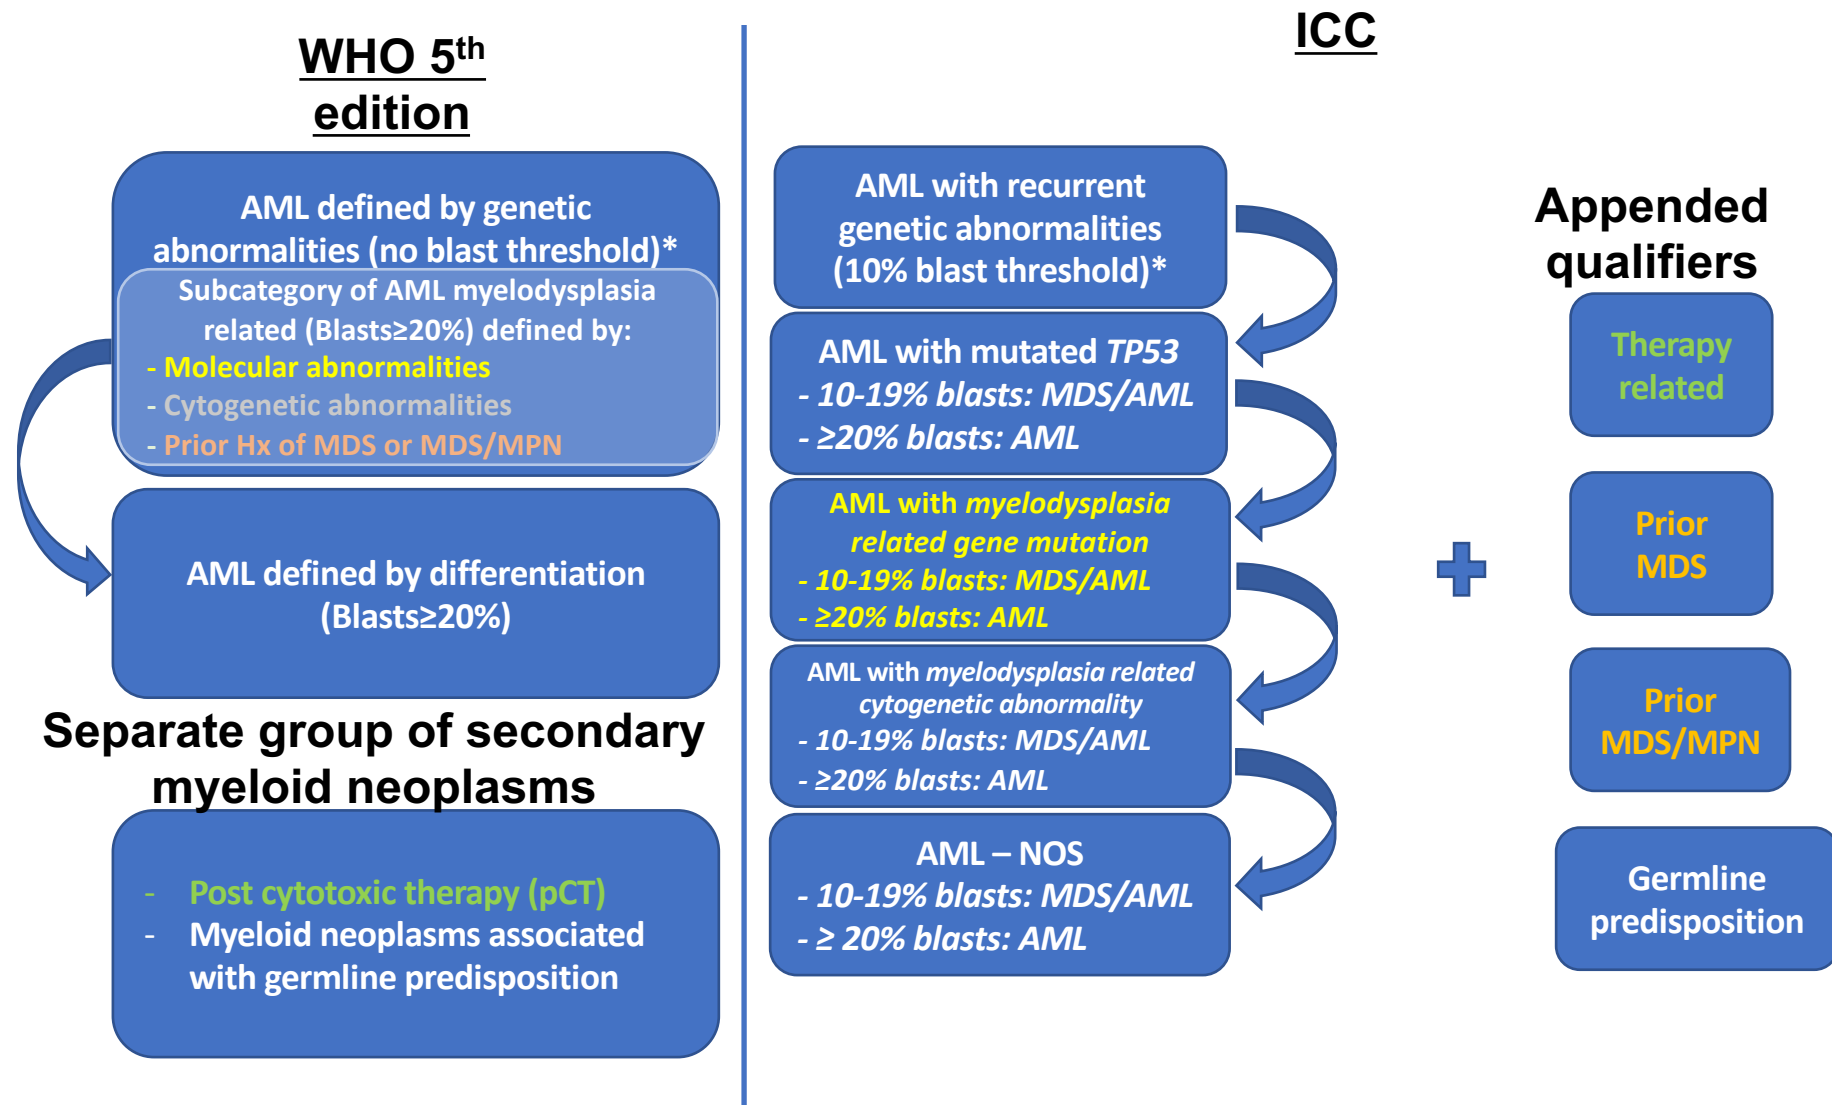 WHO 5th
edition
AML defined by genetic
abnormalities (no blast threshold)*
Subcategory of AML myelodysplasia
related (Blasts≥20%) defined by:
- Molecular abnormalities
- Cytogenetic abnormalities
- Prior Hx of MDS or MDS/MPN
AML defined by differentiation
(Blasts≥20%)
Separate group of secondary
myeloid neoplasms
- Post cytotoxic therapy (pCT)
- Myeloid neoplasms associated
with germline predisposition
ICC
AML with recurrent
genetic abnormalities
(10% blast threshold)*
AML with mutated TP53
- 10-19% blasts: MDS/AML
- ≥20% blasts: AML
AML with myelodysplasia
related gene mutation
- 10-19% blasts: MDS/AML
- ≥20% blasts: AML
AML with myelodysplasia related
cytogenetic abnormality
- 10-19% blasts: MDS/AML
- ≥20% blasts: AML
AML – NOS
- 10-19% blasts: MDS/AML
- ≥ 20% blasts: AML
Appended
qualifiers
Therapy
related
Prior
MDS
Prior
MDS/MPN
Germline
predisposition